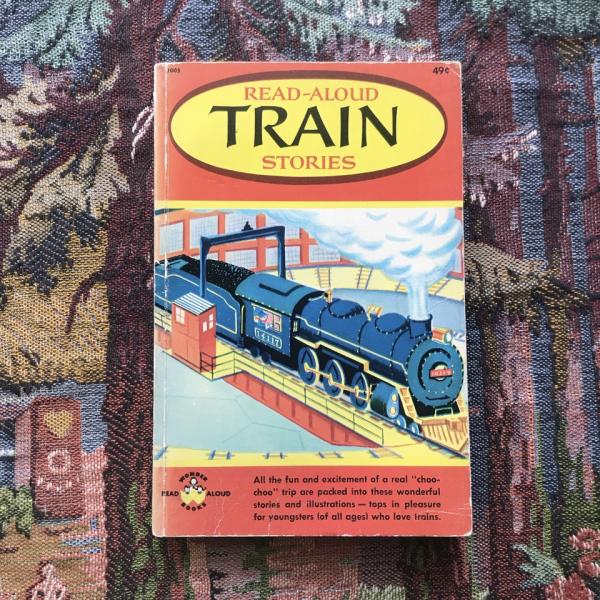 49¢
READ-ALOUD
TRAIN
STORIES
14117
WONDER
READ ALOUD
BOOKS
All the fun and excitement of a real "choo-
choo" trip are packed into these wonderful
stories and illustrations — tops in pleasure
for youngsters (of all ages) who love trains.